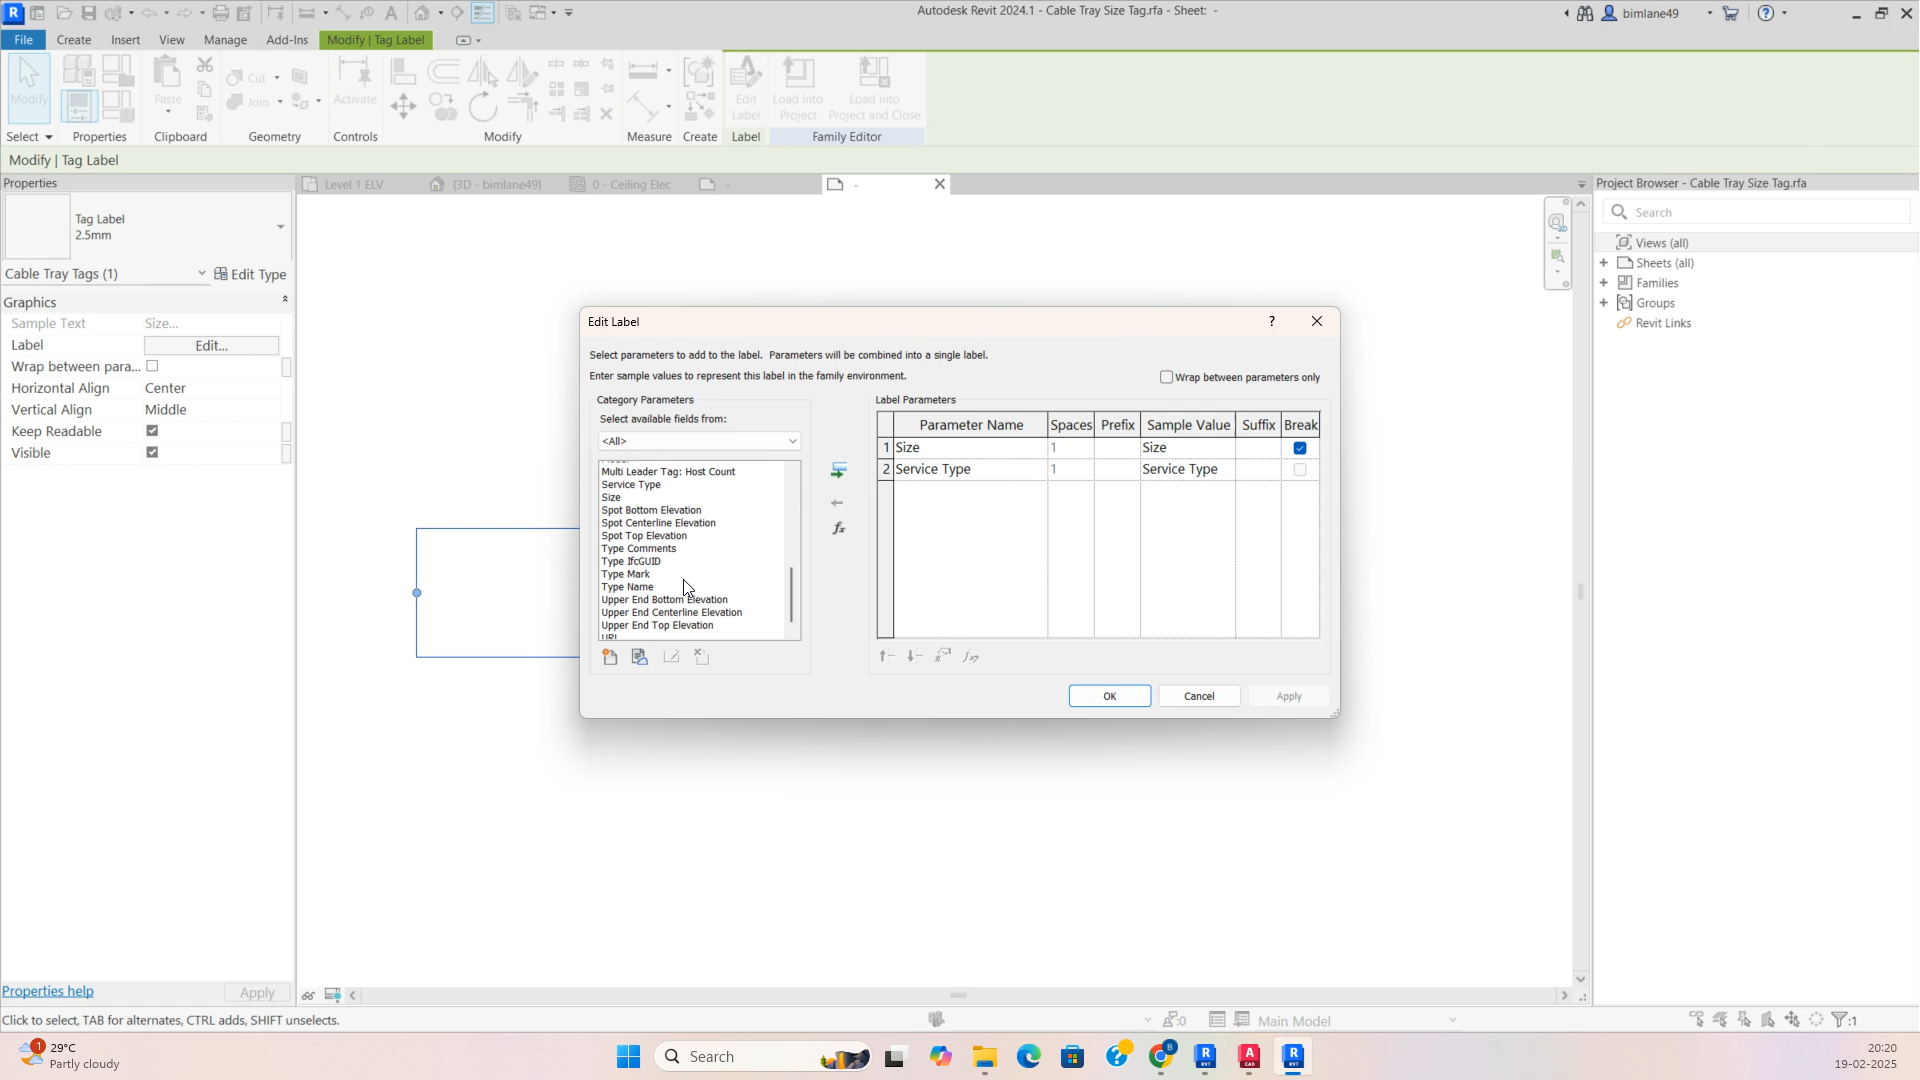 Autodesk Revit 2024.1 - Cable Tray Size Tag.rfa - Sheet: -
bimlane49
File Create Insert View Manage Add-Ins Modify | Tag Label
Modify
Paste
Cut
Join
Activate
Edit Label
Load into Project
Load into Project and Close
Select Properties Clipboard Geometry Controls Modify Measure Create Label Family Editor
Modify | Tag Label
Properties
Level 1 ELV
{3D - bimlane49}
0 - Ceiling Elec
-
-
Project Browser - Cable Tray Size Tag.rfa
Tag Label
2.5mm
Cable Tray Tags (1)
Edit Type
Graphics
Sample Text Size...
Label Edit...
Wrap between para...
Horizontal Align Center
Vertical Align Middle
Keep Readable
Visible
Search
Views (all)
Sheets (all)
Families
Groups
Revit Links
Edit Label
Select parameters to add to the label. Parameters will be combined into a single label.
Enter sample values to represent this label in the family environment.
Wrap between parameters only
Category Parameters
Select available fields from:
<All>
Multi Leader Tag: Host Count
Service Type
Size
Spot Bottom Elevation
Spot Centerline Elevation
Spot Top Elevation
Type Comments
Type IfcGUID
Type Mark
Type Name
Upper End Bottom Elevation
Upper End Centerline Elevation
Upper End Top Elevation
URL
Label Parameters
Parameter Name Spaces Prefix Sample Value Suffix Break
1 Size 1 Size
2 Service Type 1 Service Type
OK Cancel Apply
Properties help
Apply
Click to select, TAB for alternates, CTRL adds, SHIFT unselects.
:0
Main Model
:1
1
29°C
Partly cloudy
Search
20:20
19-02-2025